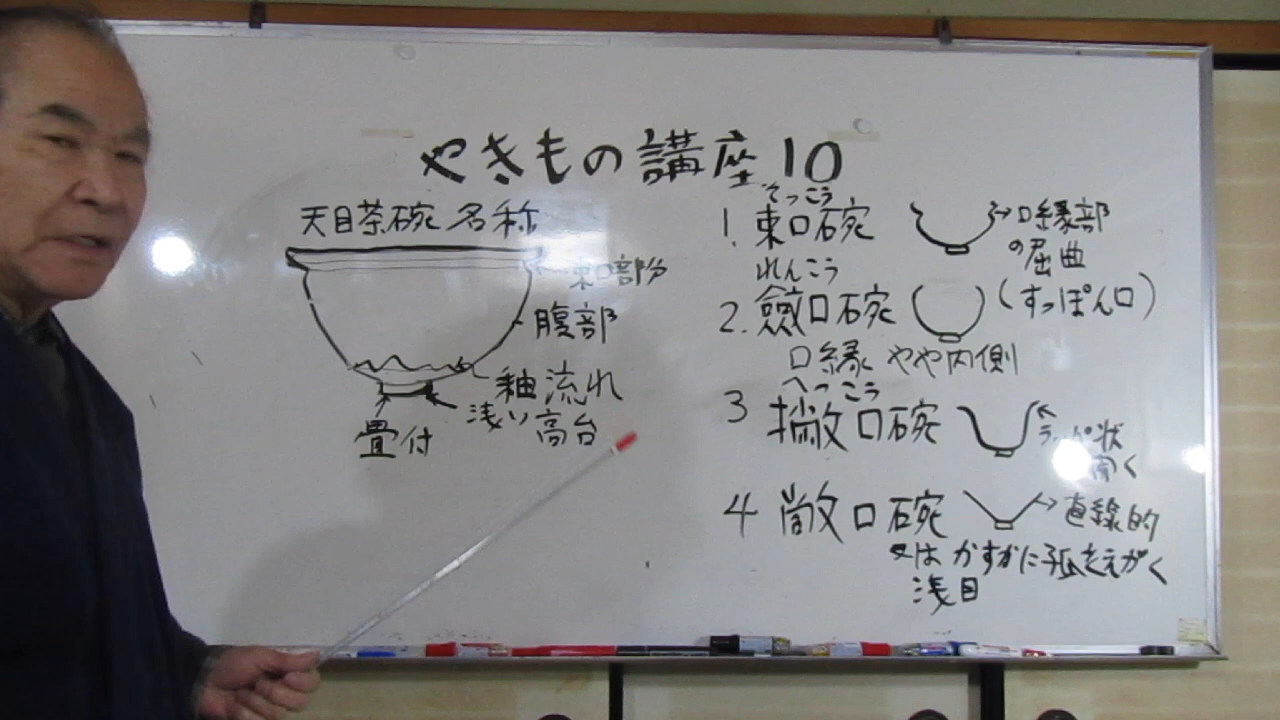 やきもの講座 10
天目茶碗 名称
束口部分
腹部
釉流れ
浅い高台
畳付
そっこう
1. 束口碗
口縁部
の屈曲
れんこう
2. 斂口碗
(すっぽん口)
口縁 やや内側
へっこう
3 撇口碗
ラッパ状
開く
4 敞口碗
直線的
又は かすかに弧をえがく
浅目